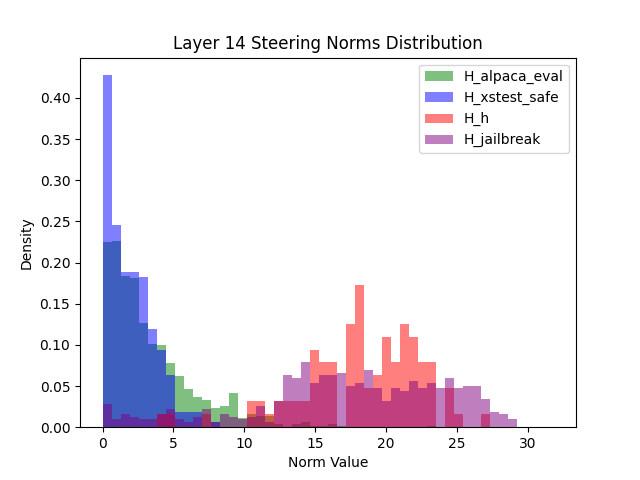 Layer 14 Steering Norms Distribution
H_alpaca_eval
H_xstest_safe
H_h
H_jailbreak
Density
0.40
0.35
0.30
0.25
0.20
0.15
0.10
0.05
0.00
0 5 10 15 20 25 30
Norm Value